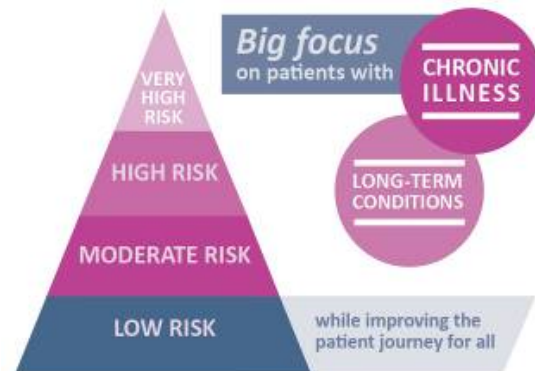 VERY
HIGH
RISK
HIGH RISK
MODERATE RISK
LOW RISK
Big focus
on patients with
CHRONIC
ILLNESS
LONG-TERM
CONDITIONS
while improving the
patient journey for all